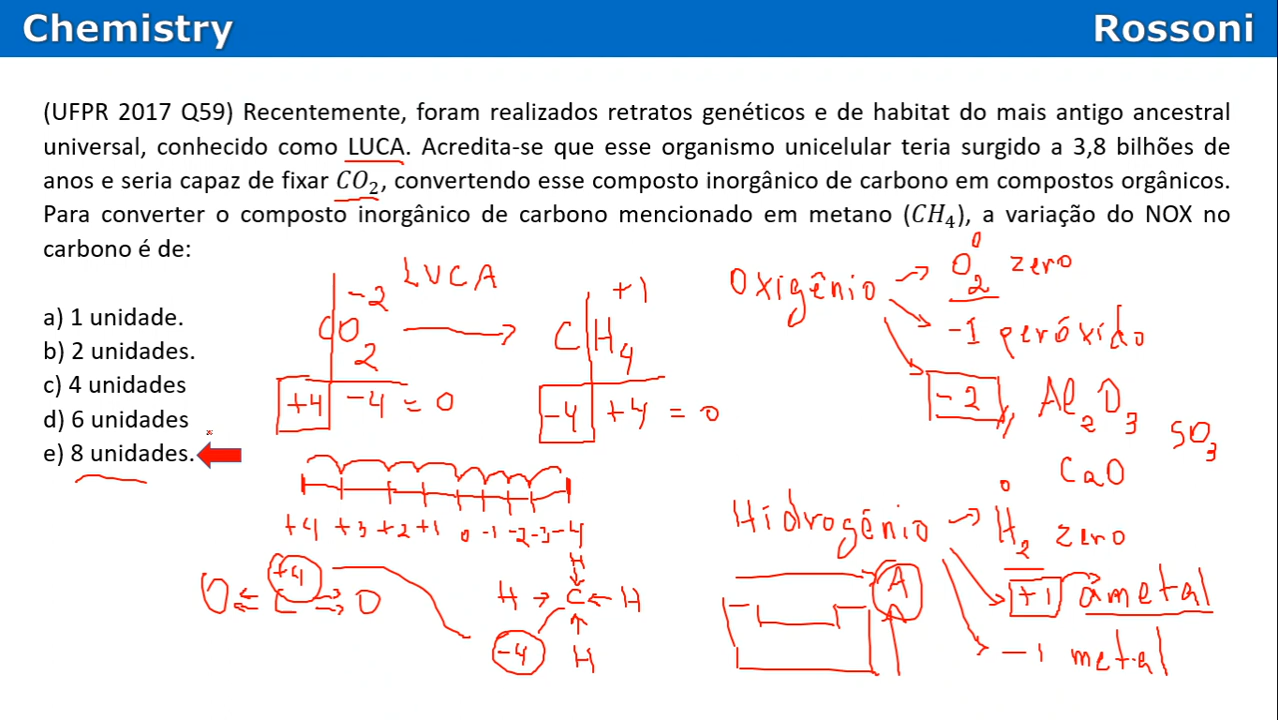 Chemistry Rossoni
(UFPR 2017 Q59) Recentemente, foram realizados retratos genéticos e de habitat do mais antigo ancestral
universal, conhecido como LUCA. Acredita-se que esse organismo unicelular teria surgido a 3,8 bilhões de
anos e seria capaz de fixar CO₂, convertendo esse composto inorgânico de carbono em compostos orgânicos.
Para converter o composto inorgânico de carbono mencionado em metano (CH₄), a variação do NOX no
carbono é de:
a) 1 unidade.
b) 2 unidades.
c) 4 unidades
d) 6 unidades
e) 8 unidades.
-2 LUCA +1
CO₂ → CH₄
+4 -4 = 0 -4 +4 = 0
+4 +3 +2 +1 0 -1 -2 -3 -4
+4
O C O
H
H C H
-4 H
Oxigênio → O₂ 0 zero
-1 peróxido
-2 Al₂O₃ SO₃
CaO
Hidrogênio → H₂ 0 zero
+1 ametal
-1 metal
A